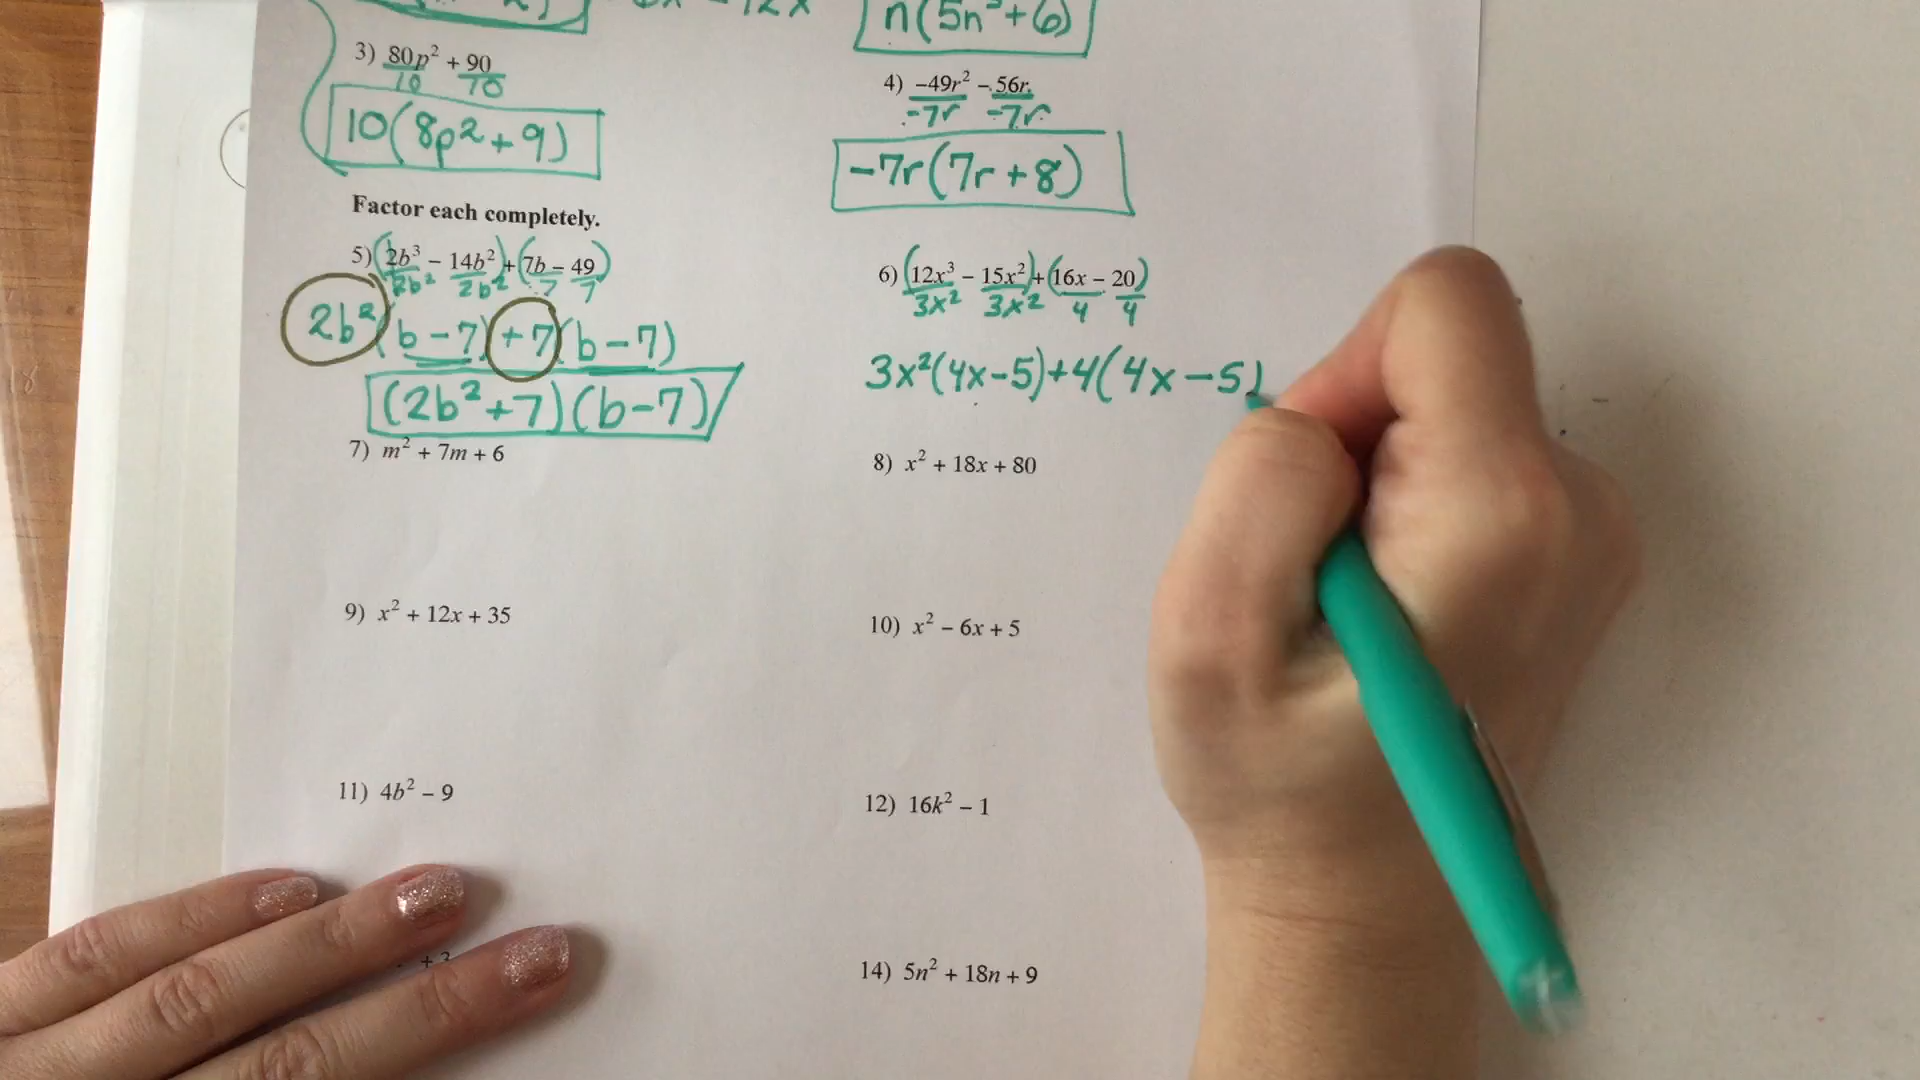 n(5n³+6)
3) 80p² + 90
10 10
10(8p²+9)
4) −49r² − 56r
-7r -7r
-7r(7r+8)
Factor each completely.
5) (2b³ − 14b²)+(7b − 49)
2b² 2b² 7 7
2b²(b-7)+7(b-7)
(2b²+7)(b-7)
6) (12x³ − 15x²)+(16x − 20)
3x² 3x² 4 4
3x²(4x-5)+4(4x-5)
7) m² + 7m + 6
8) x² + 18x + 80
9) x² + 12x + 35
10) x² − 6x + 5
11) 4b² − 9
12) 16k² − 1
+ 3
14) 5n² + 18n + 9